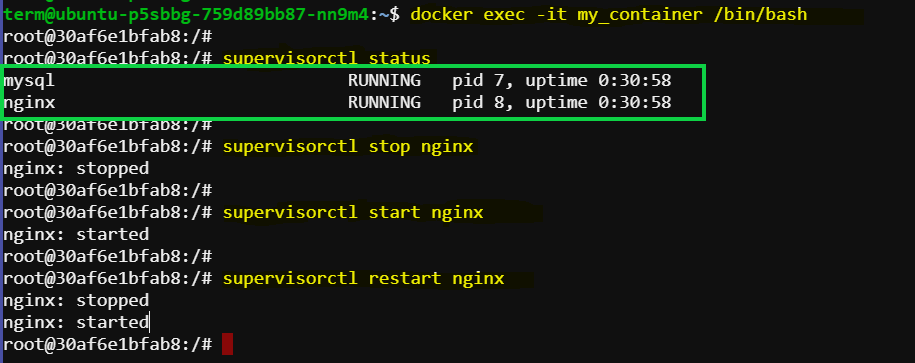 term@ubuntu-p5sbbg-759d89bb87-nn9m4:~$ docker exec -it my_container /bin/bash
root@30af6e1bfab8:/#
root@30af6e1bfab8:/# supervisorctl status
mysql                            RUNNING   pid 7, uptime 0:30:58
nginx                            RUNNING   pid 8, uptime 0:30:58
root@30af6e1bfab8:/#
root@30af6e1bfab8:/# supervisorctl stop nginx
nginx: stopped
root@30af6e1bfab8:/#
root@30af6e1bfab8:/# supervisorctl start nginx
nginx: started
root@30af6e1bfab8:/#
root@30af6e1bfab8:/# supervisorctl restart nginx
nginx: stopped
nginx: started
root@30af6e1bfab8:/#